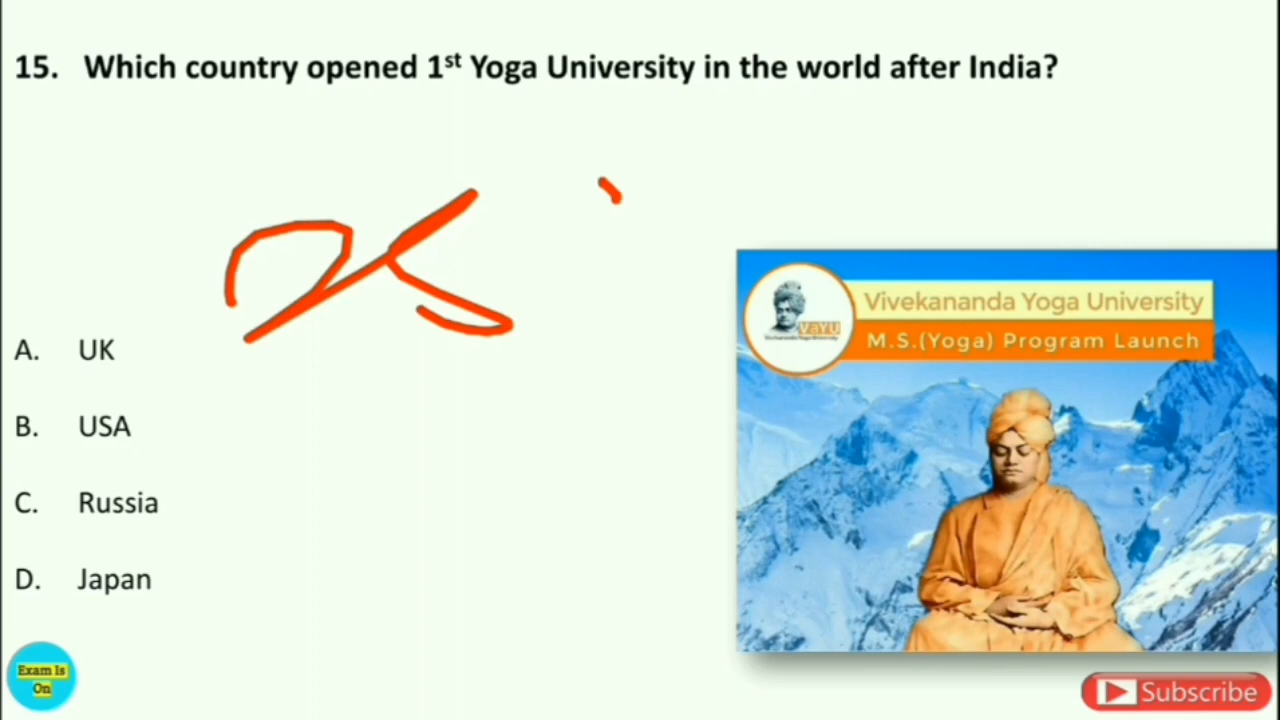 15. Which country opened 1st Yoga University in the world after India?
A. UK
B. USA
C. Russia
D. Japan
Vivekananda Yoga University
M.S.(Yoga) Program Launch
VaYU
Exam Is
On
Subscribe